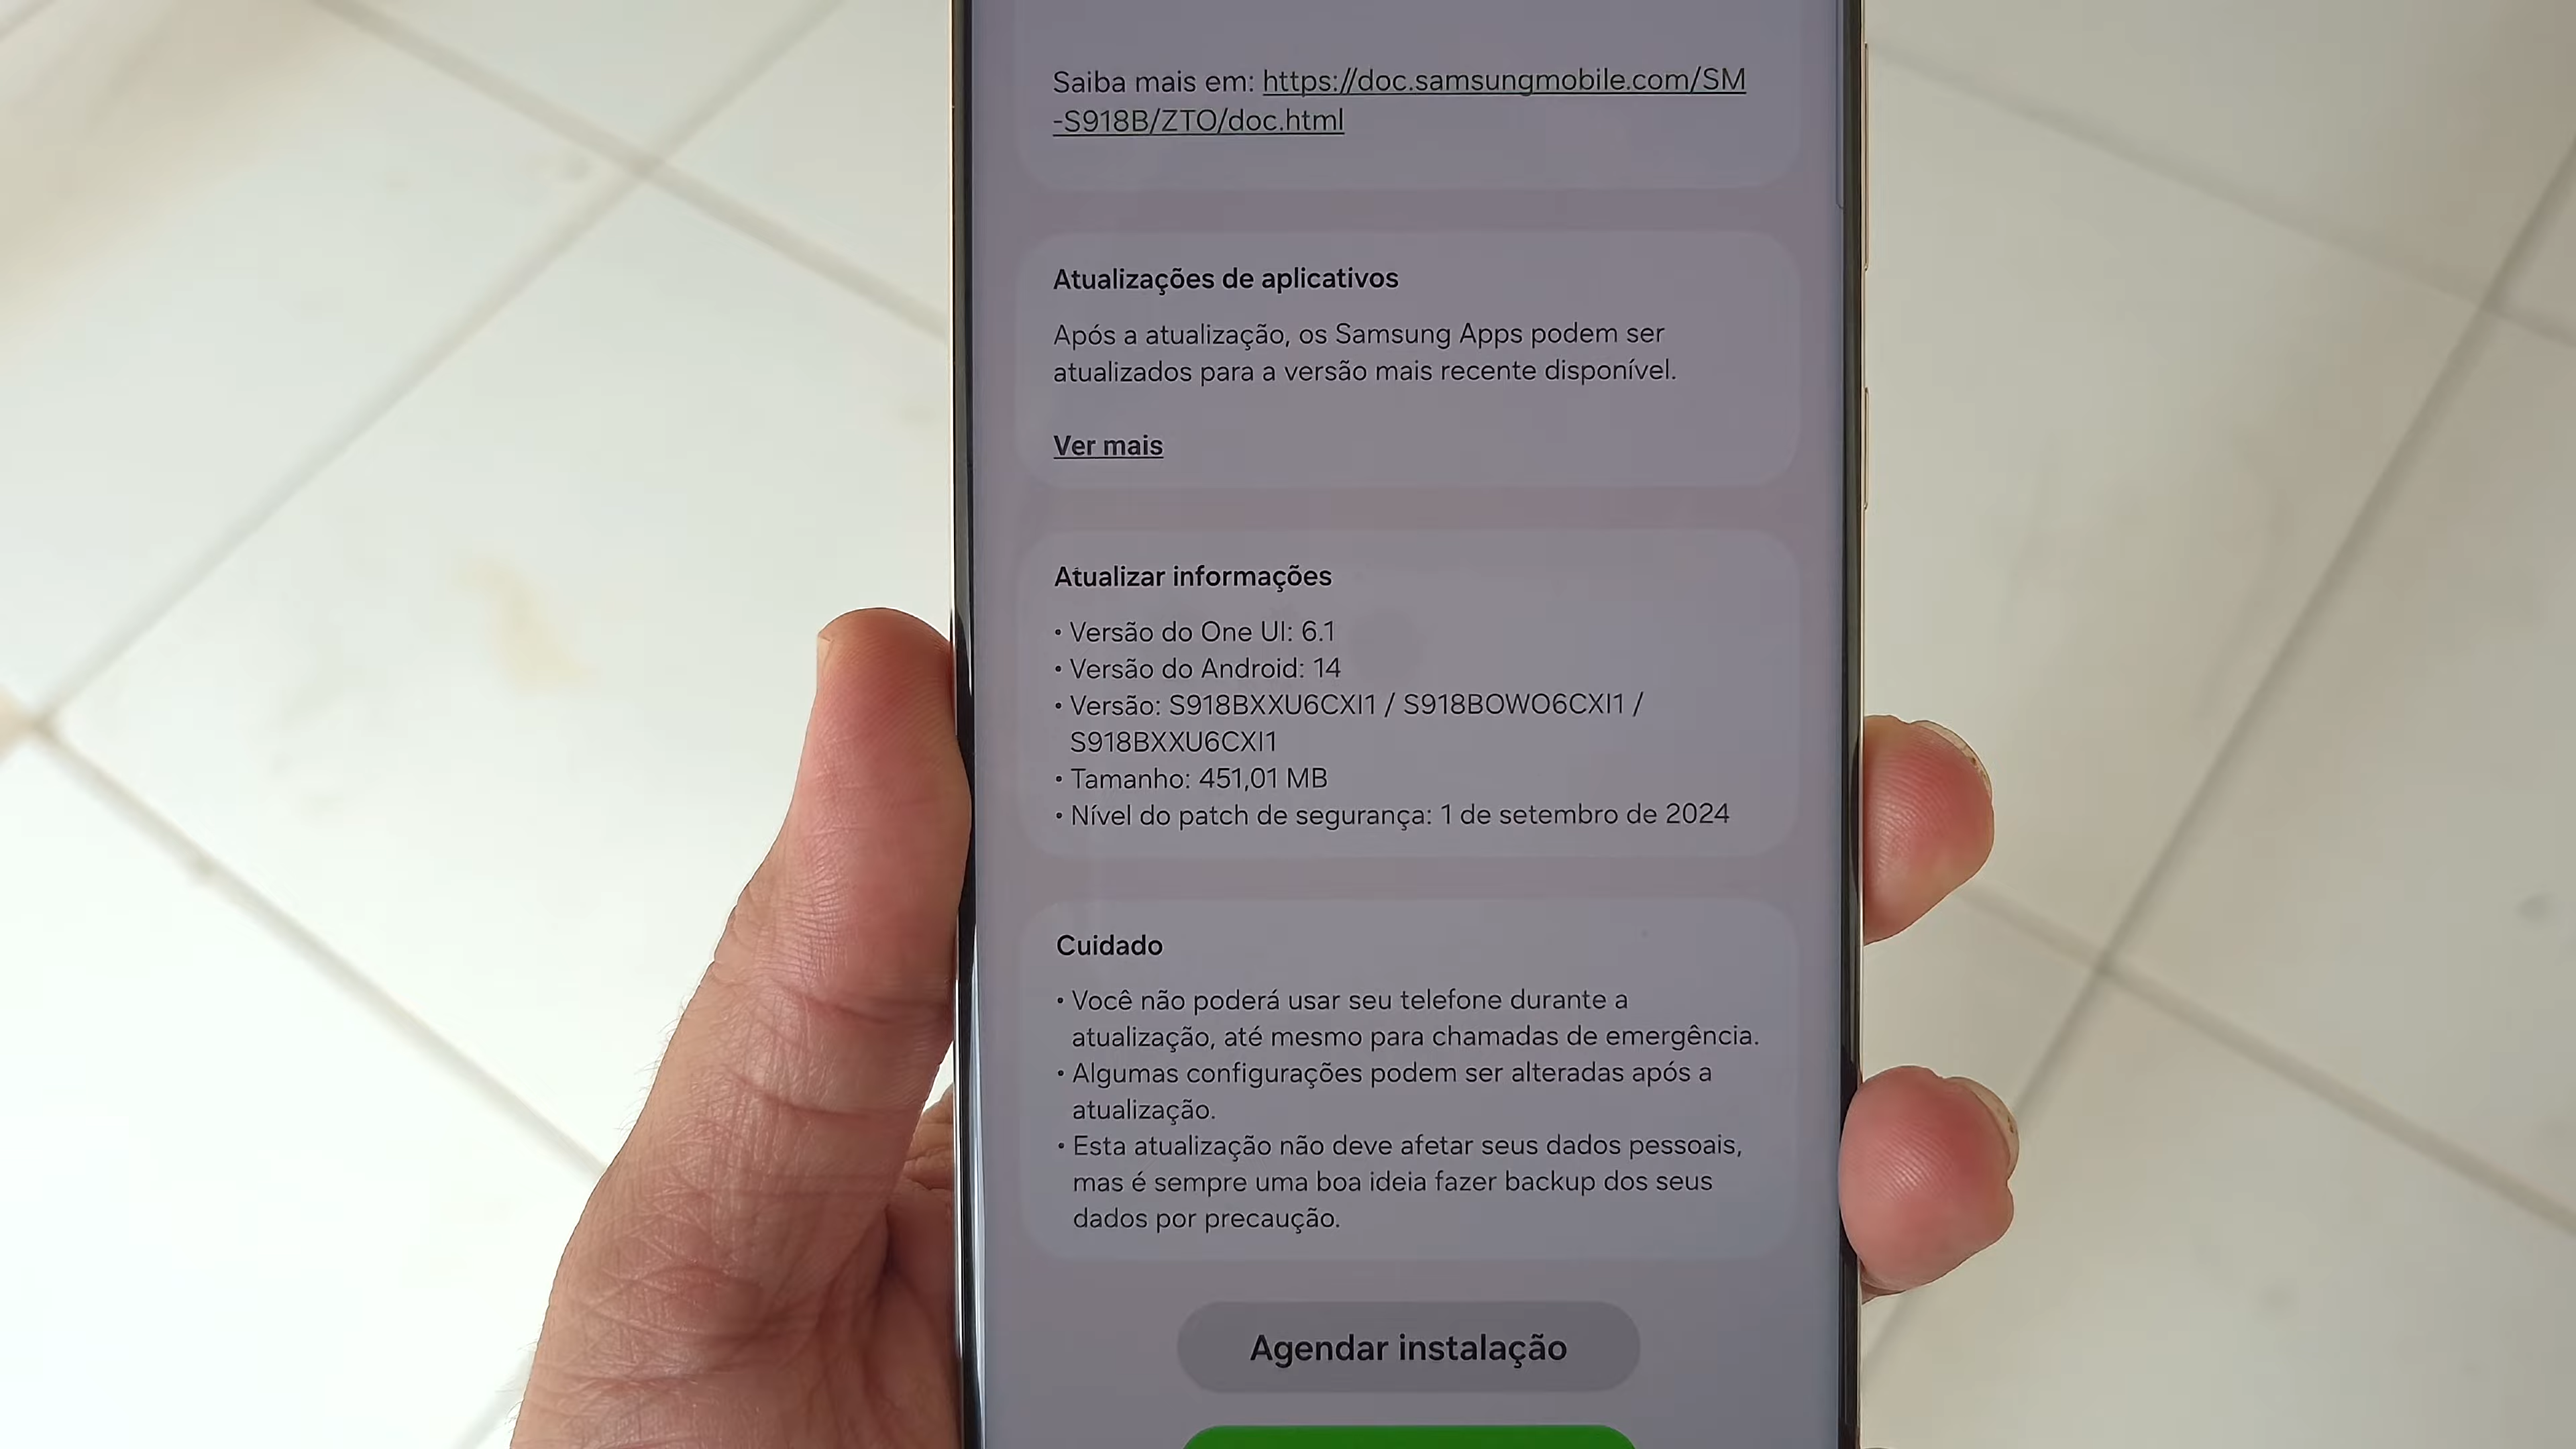 Saiba mais em: https://doc.samsungmobile.com/SM
-S918B/ZTO/doc.html
Atualizações de aplicativos
Após a atualização, os Samsung Apps podem ser
atualizados para a versão mais recente disponível.
Ver mais
Atualizar informações
• Versão do One UI: 6.1
• Versão do Android: 14
• Versão: S918BXXU6CXI1 / S918BOWO6CXI1 /
S918BXXU6CXI1
• Tamanho: 451,01 MB
• Nível do patch de segurança: 1 de setembro de 2024
Cuidado
• Você não poderá usar seu telefone durante a
atualização, até mesmo para chamadas de emergência.
• Algumas configurações podem ser alteradas após a
atualização.
• Esta atualização não deve afetar seus dados pessoais,
mas é sempre uma boa ideia fazer backup dos seus
dados por precaução.
Agendar instalação